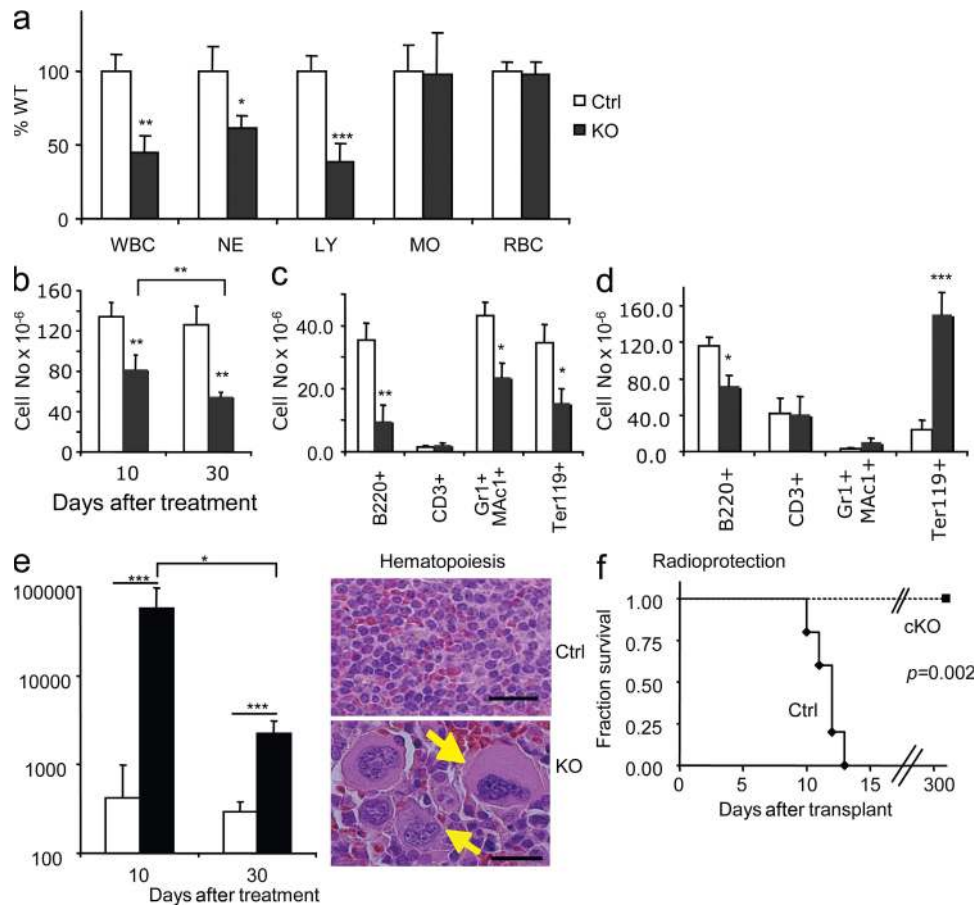 a
% WT
100
50
0
** * ***
WBC NE LY MO RBC
Ctrl
KO
b
Cell No x 10⁻⁶
160
120
80
40
0
**
** **
10 30
Days after treatment
c
Cell No x 10⁻⁶
40.0
20.0
0.0
** * *
B220+ CD3+ Gr1+ MAc1+ Ter119+
d
Cell No x 10⁻⁶
160.0
120.0
80.0
40.0
0.0
* ***
B220+ CD3+ Gr1+ MAc1+ Ter119+
e
100000
10000
1000
100
*
*** ***
10 30
Days after treatment
Hematopoiesis
Ctrl
KO
f
Radioprotection
Fraction survival
1.00
0.75
0.50
0.25
0.00
cKO
p=0.002
Ctrl
0 5 10 15 300
Days after transplant